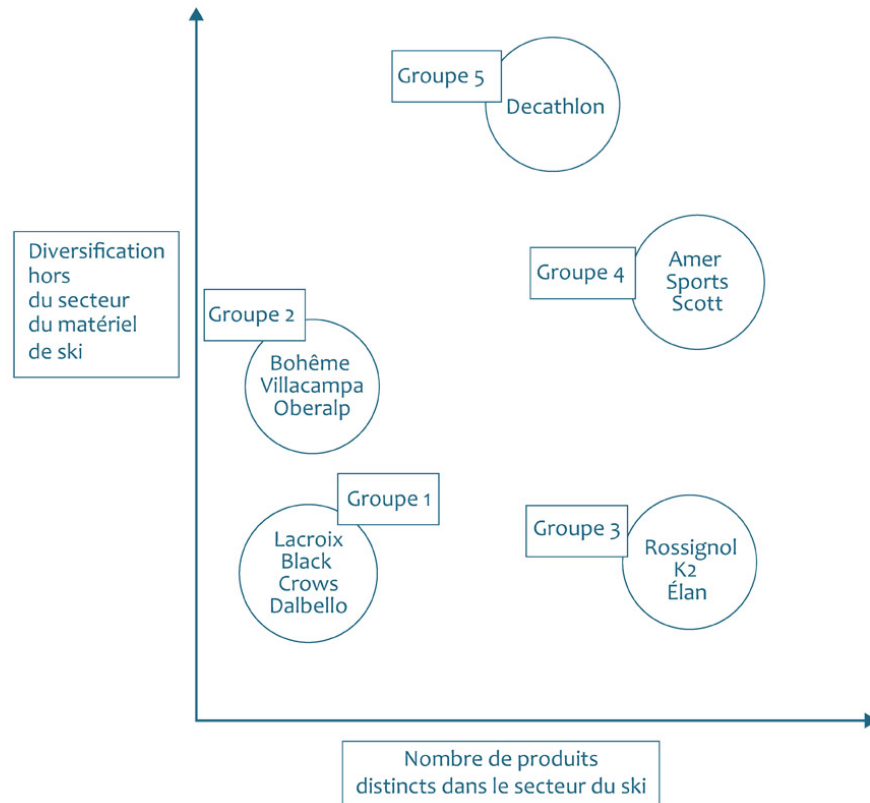 Groupe 5
Decathlon
Diversification
hors
du secteur
du matériel
de ski
Groupe 4
Amer
Sports
Scott
Groupe 2
Bohême
Villacampa
Oberalp
Groupe 1
Lacroix
Black
Crows
Dalbello
Groupe 3
Rossignol
K2
Élan
Nombre de produits
distincts dans le secteur du ski